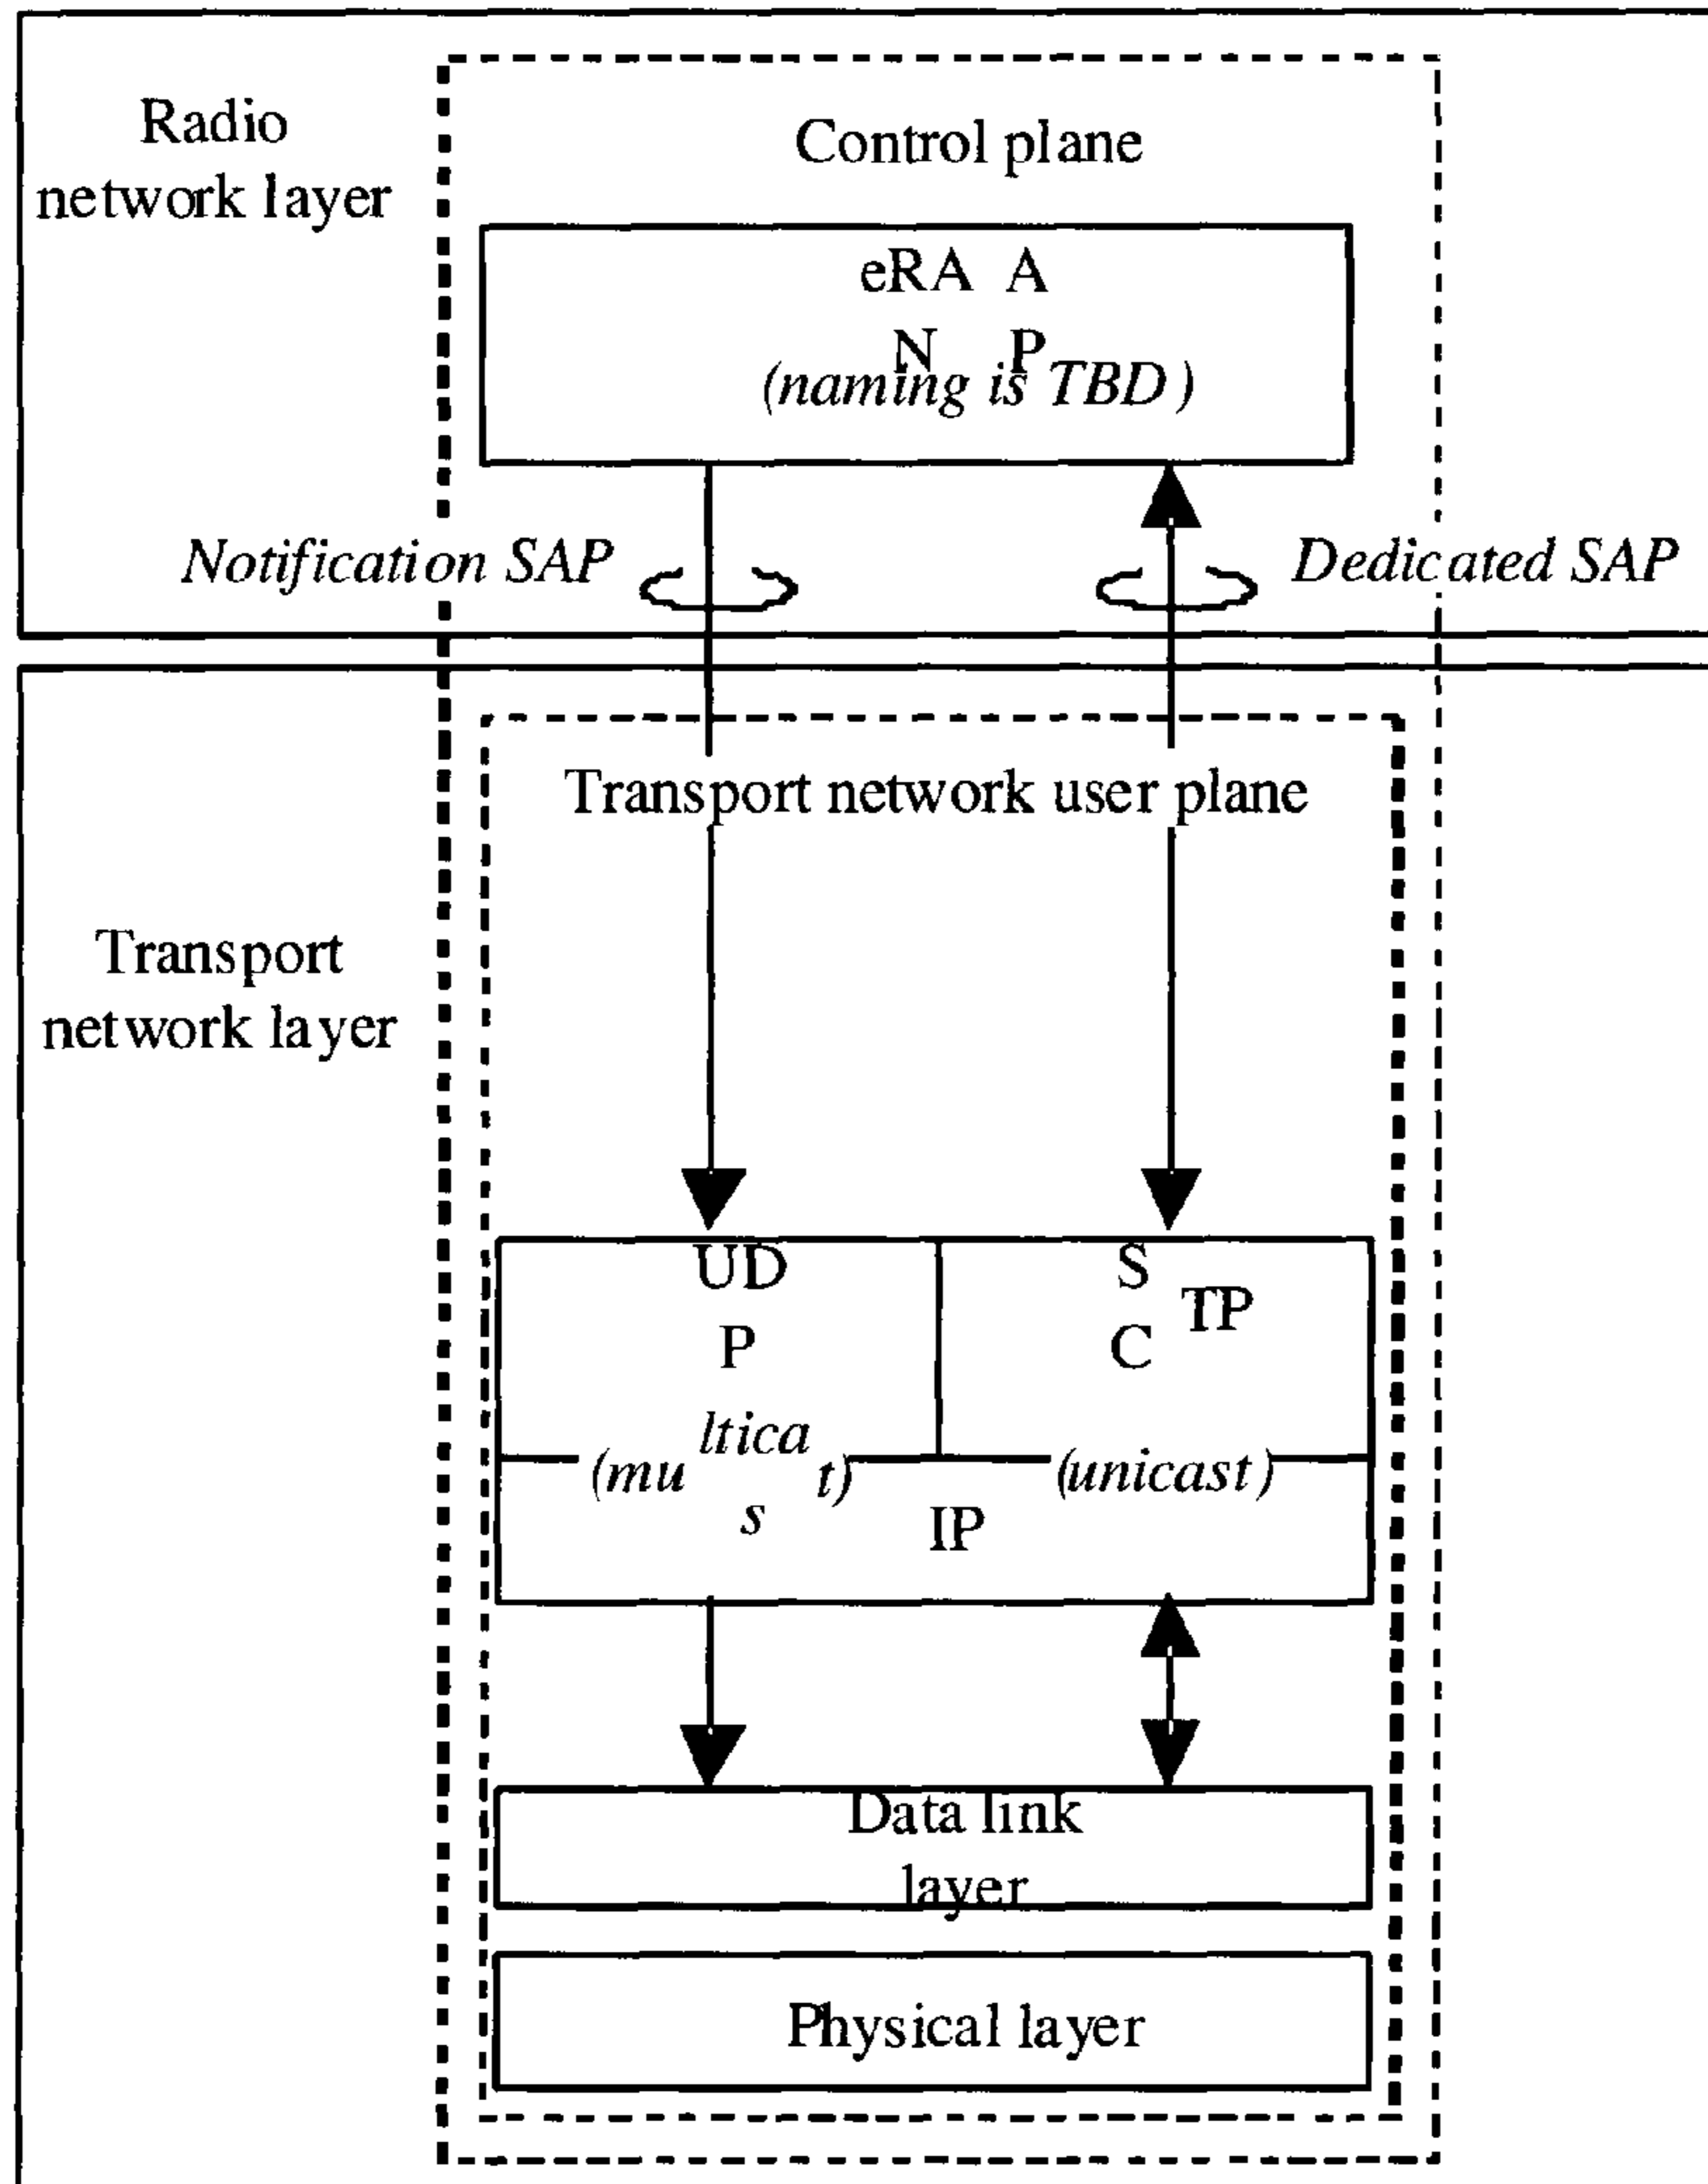 Radio
network layer
Control plane
eRA A
N P
(naming is TBD)
Notification SAP
Dedicated SAP
Transport network user plane
Transport
network layer
UD
P
S
TP
C
(mu ltica s t)
(unicast)
IP
Data link
layer
Physical layer